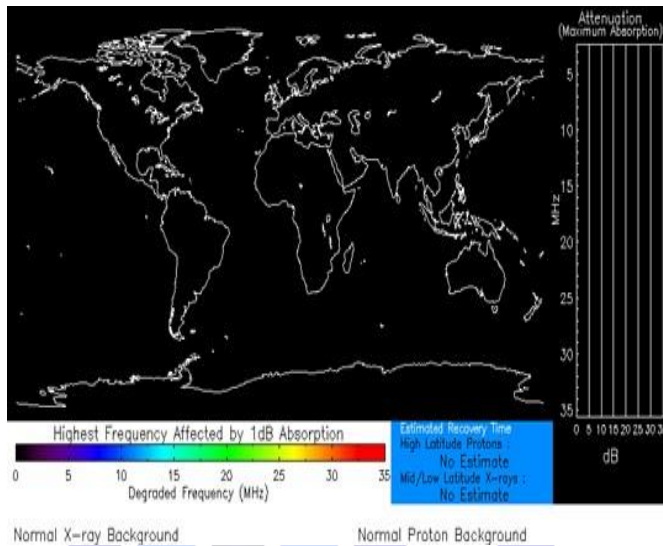 Attenuation
(Maximum Absorption)
5
10
15
20
25
30
35
MHz
0 5 10 15 20 25 30
dB
Highest Frequency Affected by 1dB Absorption
0 5 10 15 20 25 30 35
Degraded Frequency (MHz)
Estimated Recovery Time
High Latitude Protons :
No Estimate
Mid/Low Latitude X-rays :
No Estimate
Normal X-ray Background
Normal Proton Background